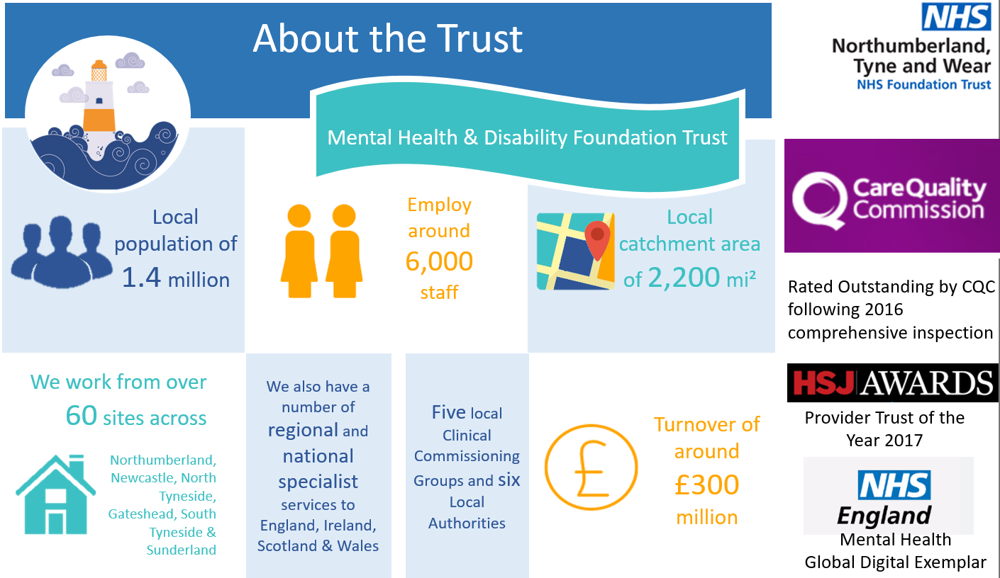 About the Trust
Mental Health & Disability Foundation Trust
NHS
Northumberland,
Tyne and Wear
NHS Foundation Trust
Local
population of
1.4 million
Employ
around
6,000
staff
Local
catchment area
of 2,200 mi²
CareQuality
Commission
Rated Outstanding by CQC
following 2016
comprehensive inspection
We work from over
60 sites across
Northumberland,
Newcastle, North
Tyneside,
Gateshead, South
Tyneside &
Sunderland
We also have a
number of
regional and
national
specialist
services to
England, Ireland,
Scotland & Wales
Five local
Clinical
Commissioning
Groups and six
Local
Authorities
£
Turnover of
around
£300
million
HSJ AWARDS
Provider Trust of the
Year 2017
NHS
England
Mental Health
Global Digital Exemplar